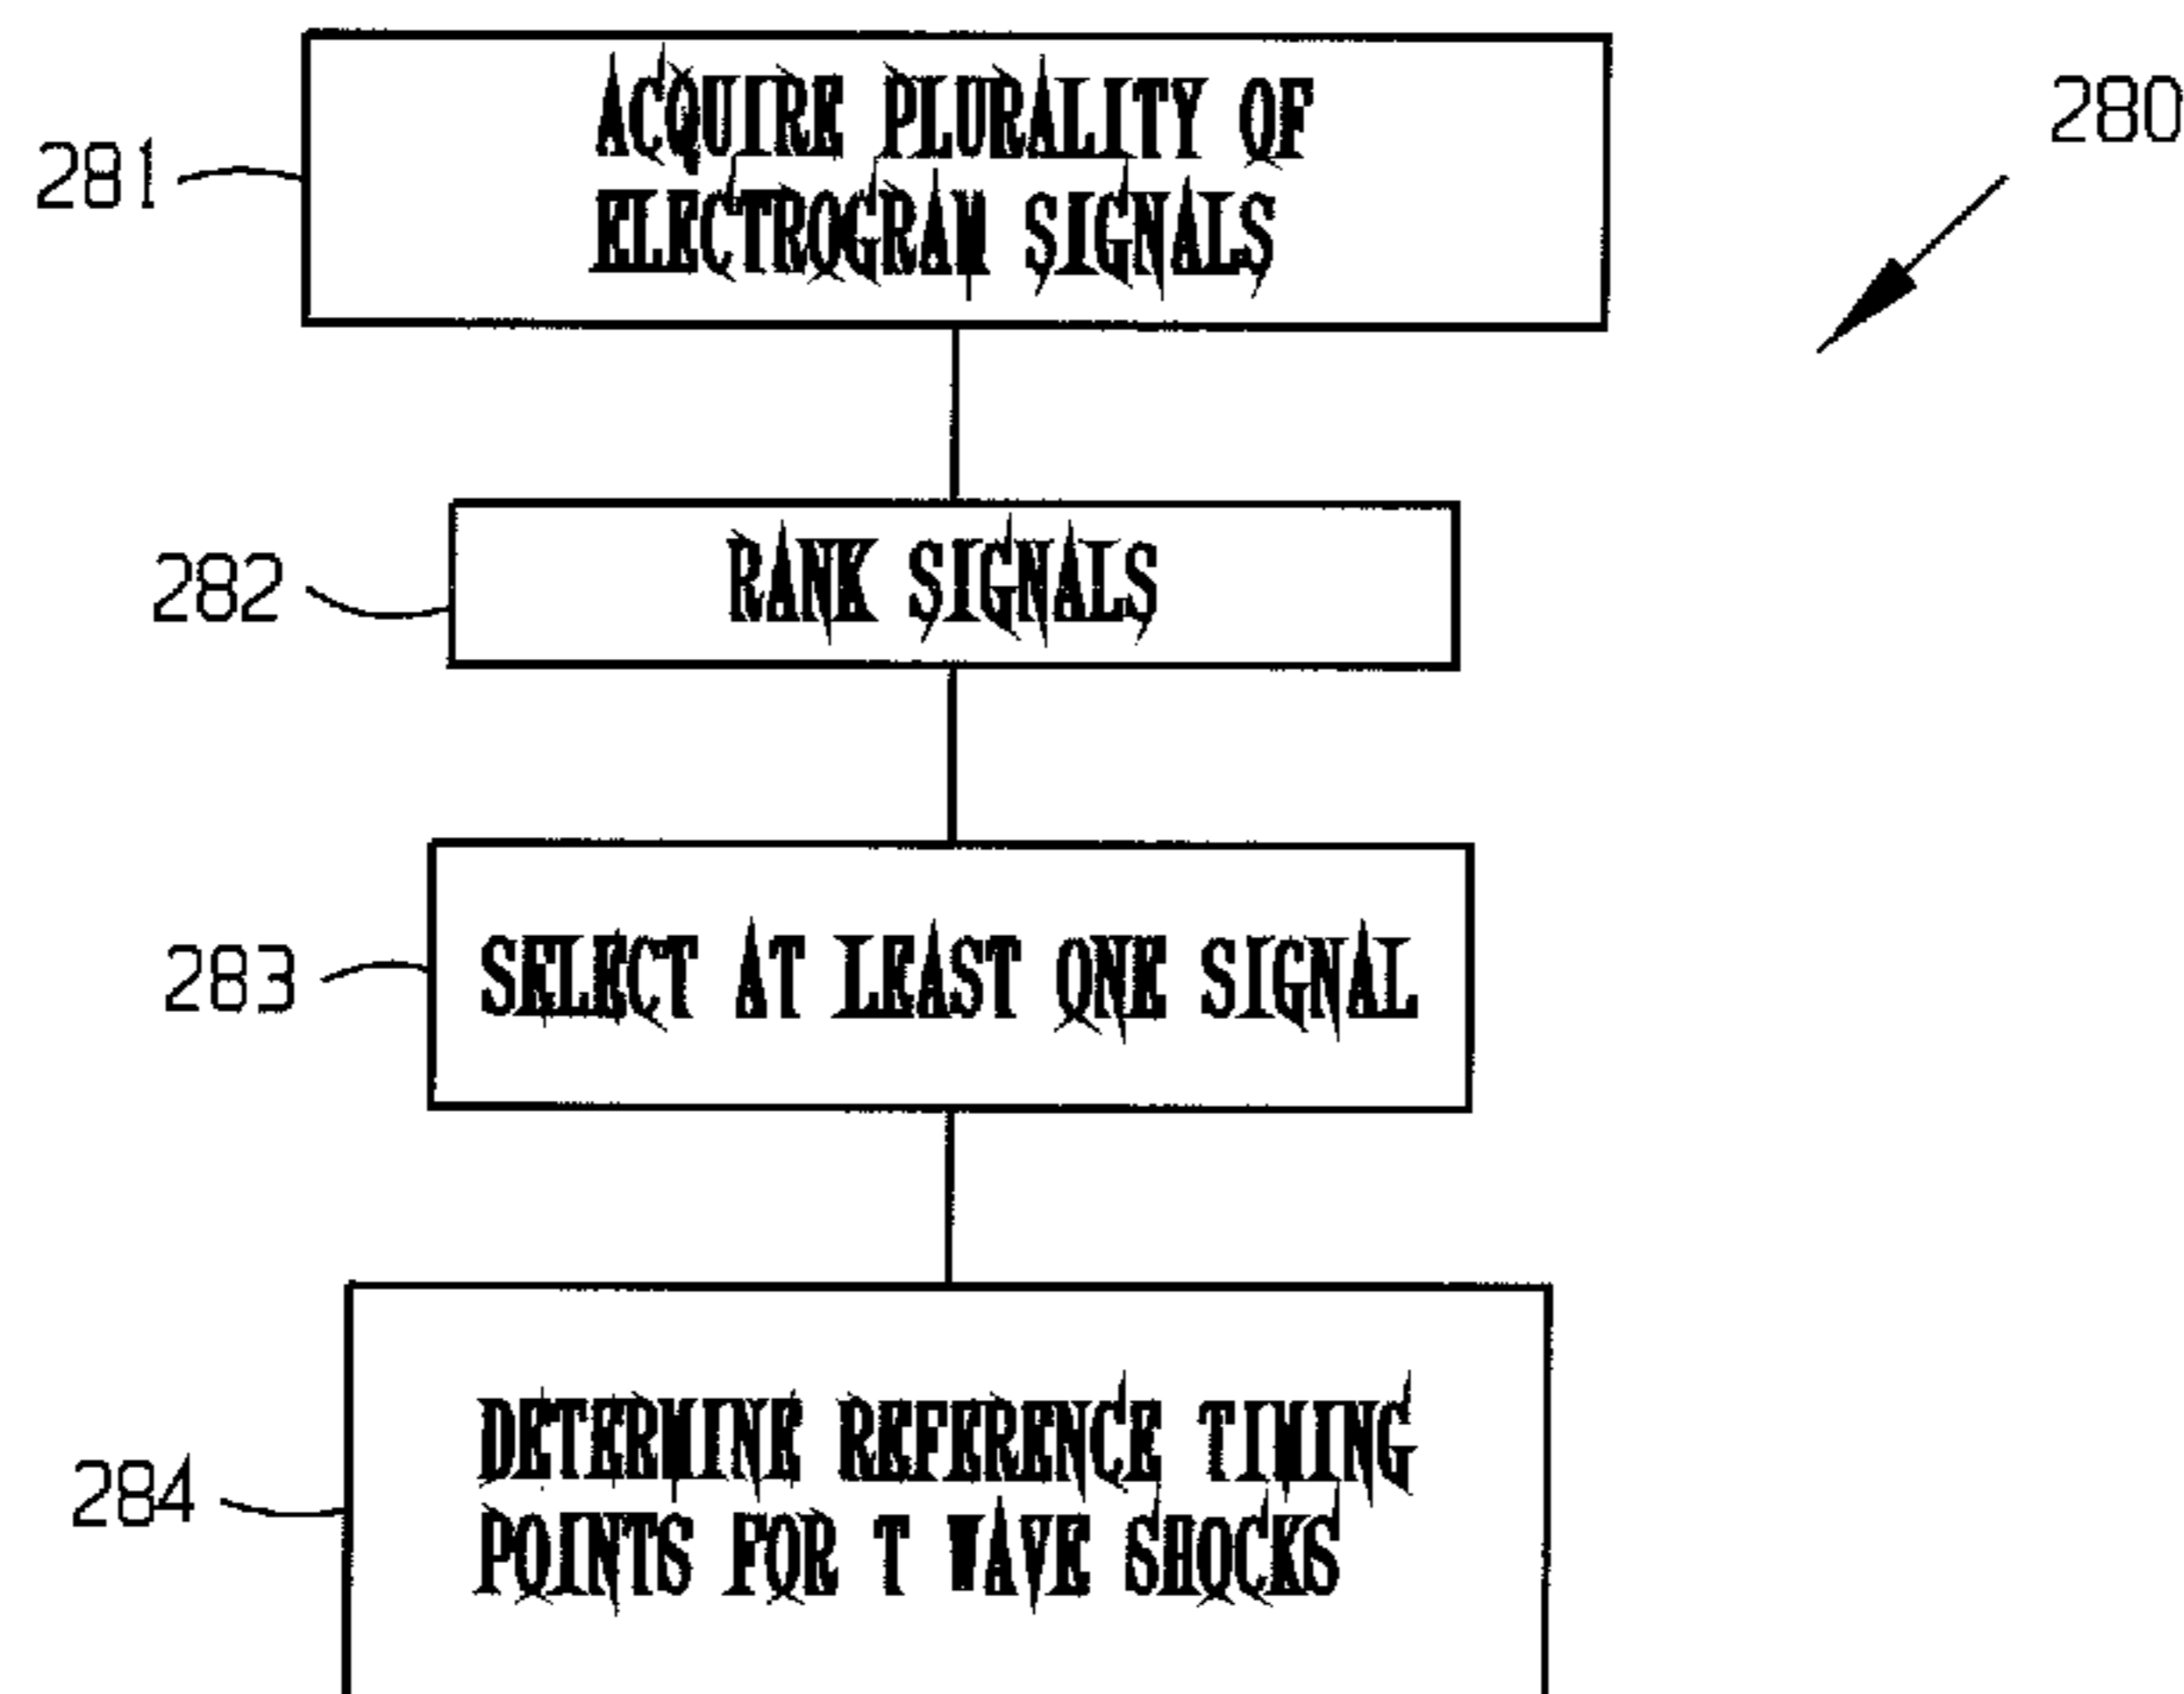 280
281
ACQUIRE PLURALITY OF
ELECTROGRAM SIGNALS
282
RANK SIGNALS
283
SELECT AT LEAST ONE SIGNAL
284
DETERMINE REFERENCE TIMING
POINTS FOR T WAVE SHOCKS